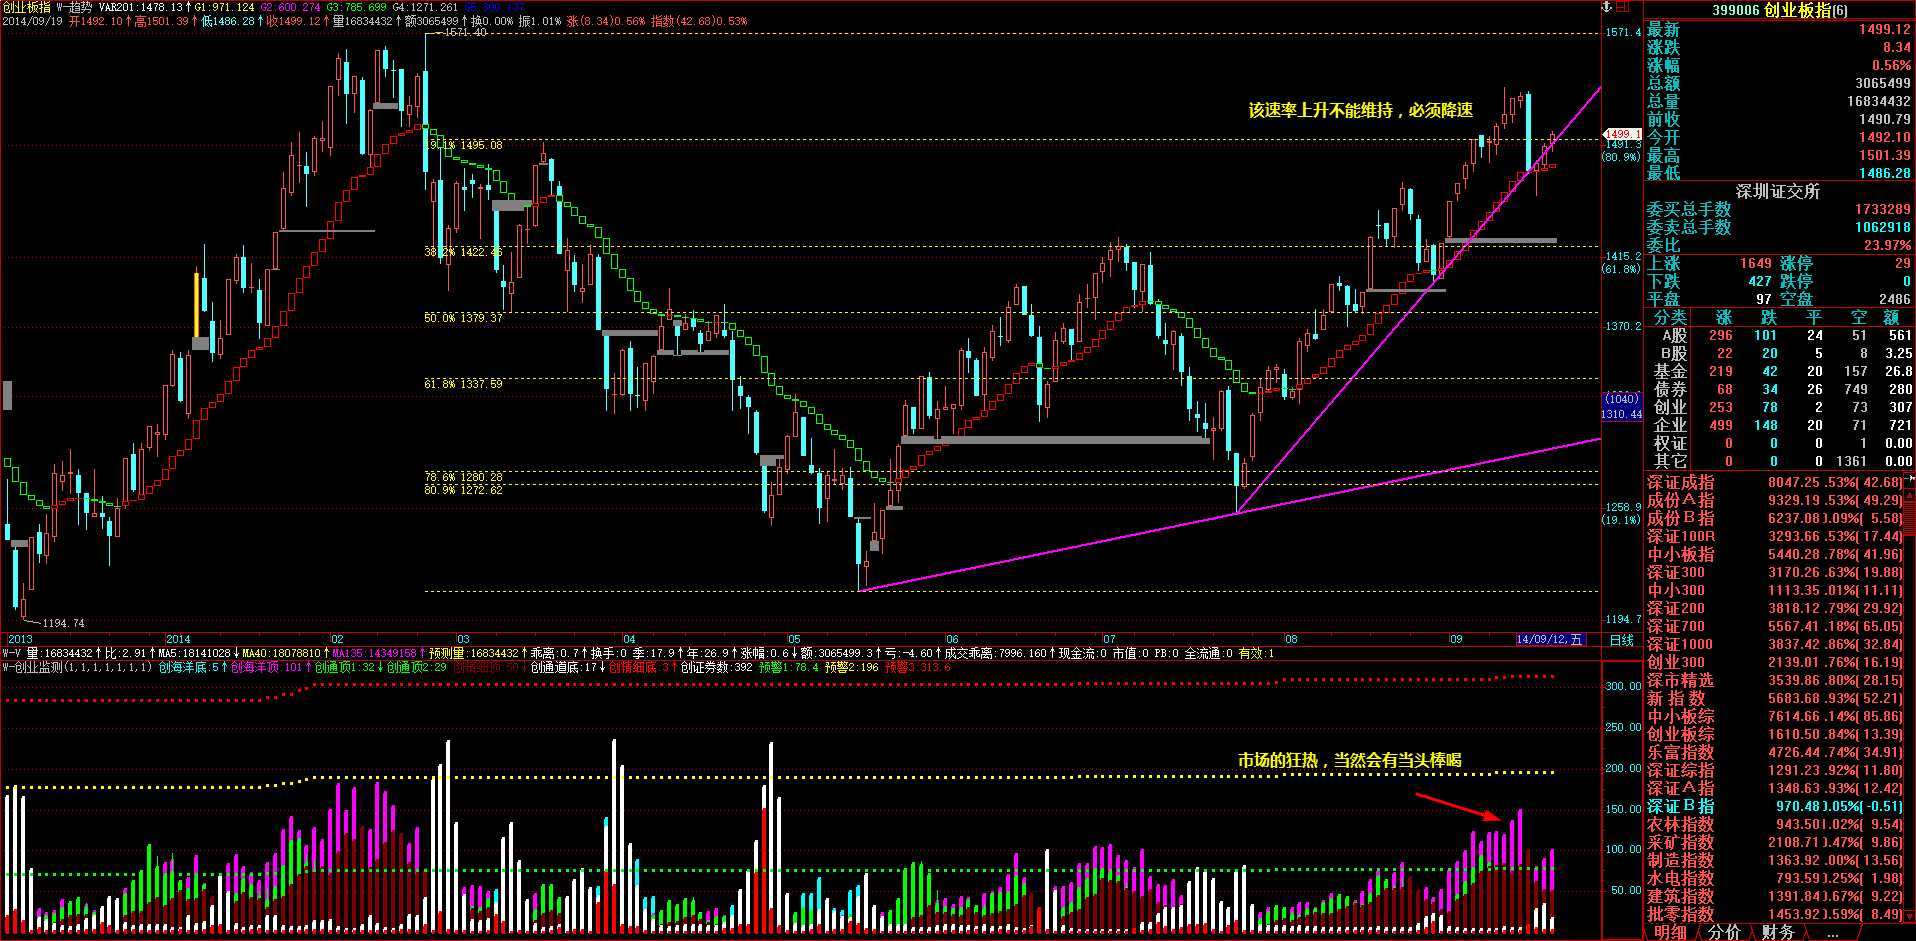 创业板指 W-趋势 VAR201:1478.13↑G1:971.124 G2:600.274 G3:785.699 G4:1271.261 G5:300.137
2014/09/19 开1492.10↑高1501.39↑低1486.28↑收1499.12↑量16834432↑额3065499↑换0.00% 振1.01% 涨(8.34)0.56% 指数(42.68)0.53%
1571.40
该速率上升不能维持，必须降速
19.1% 1495.08
38.2% 1422.46
50.0% 1379.37
61.8% 1337.59
78.6% 1280.28
80.9% 1272.62
1194.74
1571.4
1499.1
1491.3
(80.9%)
1415.2
(61.8%)
1370.2
(1040)
1310.44
1258.9
(19.1%)
1194.7
2013 2014 02 03 04 05 06 07 08 09 14/09/12,五 日线
W-V 量:16834432↑比:2.91↑MA5:18141028↓MA40:18078810↑MA135:14349158↑预测量:16834432↑乖离:0.7↑换手:0 季:17.9↑年:26.9↑涨幅:0.6↓额:3065499.3↑亏:-4.60↑成交乖离:7996.160↑现金流:0 市值:0 PB:0 全流通:0 有效:1
W-创业监测(1,1,1,1,1,1,1) 创海洋底:5↑创海洋顶:101↑创通顶1:32↓创通顶2:29 创精细顶:50↓创通道底:17↓创精细底:3↑创证券数:392 预警1:78.4 预警2:196 预警3:313.6
市场的狂热，当然会有当头棒喝
300.00
250.00
200.00
150.00
100.00
50.00
399006 创业板指(6)
最新 1499.12
涨跌 8.34
涨幅 0.56%
总额 3065499
总量 16834432
前收 1490.79
今开 1492.10
最高 1501.39
最低 1486.28
深圳证交所
委买总手数 1733289
委卖总手数 1062918
委比 23.97%
上涨 1649 涨停 29
下跌 427 跌停 0
平盘 97 空盘 2486
分类 涨 跌 平 空 额
A股 296 101 24 51 561
B股 22 20 5 8 3.25
基金 219 42 20 157 26.8
债券 68 34 26 749 280
创业 253 78 2 73 307
企业 499 148 20 71 721
权证 0 0 0 1 0.00
其它 0 0 0 1361 0.00
深证成指 8047.25 .53%( 42.68)
成份A指 9329.19 .53%( 49.29)
成份B指 6237.08 0.09%( 5.58)
深证100R 3293.66 .53%( 17.44)
中小板指 5440.28 .78%( 41.96)
深证300 3170.26 .63%( 19.88)
中小300 1113.35 .01%( 11.11)
深证200 3818.12 .79%( 29.92)
深证700 5567.41 .18%( 65.05)
深证1000 3837.42 .86%( 32.84)
创业300 2139.01 .76%( 16.19)
深市精选 3539.86 .80%( 28.15)
新指数 5683.68 .93%( 52.21)
中小板综 7614.66 .14%( 85.86)
创业板综 1610.50 .84%( 13.39)
乐富指数 4726.44 .74%( 34.91)
深证综指 1291.23 .92%( 11.80)
深证A指 1348.63 .93%( 12.42)
深证B指 970.48 0.05%( -0.51)
农林指数 943.50 1.02%( 9.54)
采矿指数 2108.71 0.47%( 9.86)
制造指数 1363.92 .00%( 13.56)
水电指数 793.59 0.25%( 1.98)
建筑指数 1391.84 0.67%( 9.22)
批零指数 1453.92 0.59%( 8.49)
明细 分价 财务 ...